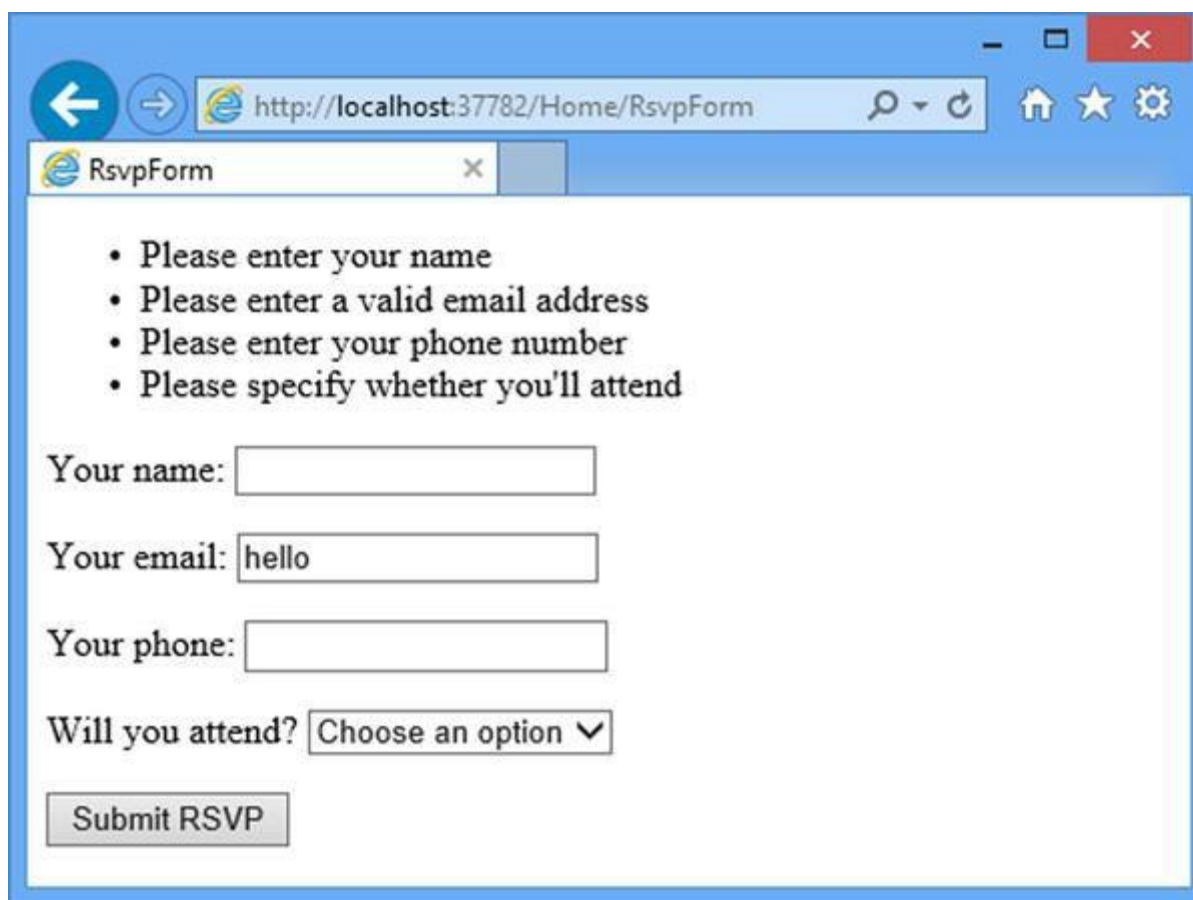 http://localhost:37782/Home/RsvpForm
RsvpForm
• Please enter your name
• Please enter a valid email address
• Please enter your phone number
• Please specify whether you'll attend
Your name:
Your email: hello
Your phone:
Will you attend? Choose an option
Submit RSVP